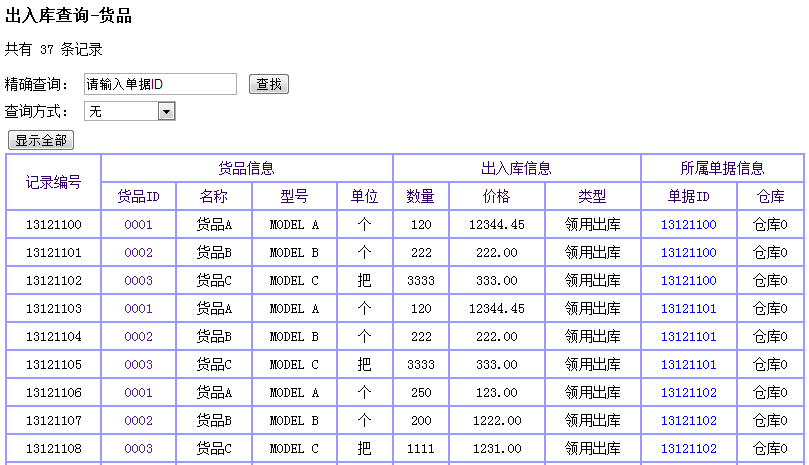 出入库查询-货品
共有 37 条记录
精确查询： 请输入单据ID 查找
查询方式： 无
显示全部
记录编号 货品信息 出入库信息 所属单据信息
货品ID 名称 型号 单位 数量 价格 类型 单据ID 仓库
13121100 0001 货品A MODEL A 个 120 12344.45 领用出库 13121100 仓库0
13121101 0002 货品B MODEL B 个 222 222.00 领用出库 13121100 仓库0
13121102 0003 货品C MODEL C 把 3333 333.00 领用出库 13121100 仓库0
13121103 0001 货品A MODEL A 个 120 12344.45 领用出库 13121101 仓库0
13121104 0002 货品B MODEL B 个 222 222.00 领用出库 13121101 仓库0
13121105 0003 货品C MODEL C 把 3333 333.00 领用出库 13121101 仓库0
13121106 0001 货品A MODEL A 个 250 123.00 领用出库 13121102 仓库0
13121107 0002 货品B MODEL B 个 200 1222.00 领用出库 13121102 仓库0
13121108 0003 货品C MODEL C 把 1111 1231.00 领用出库 13121102 仓库0